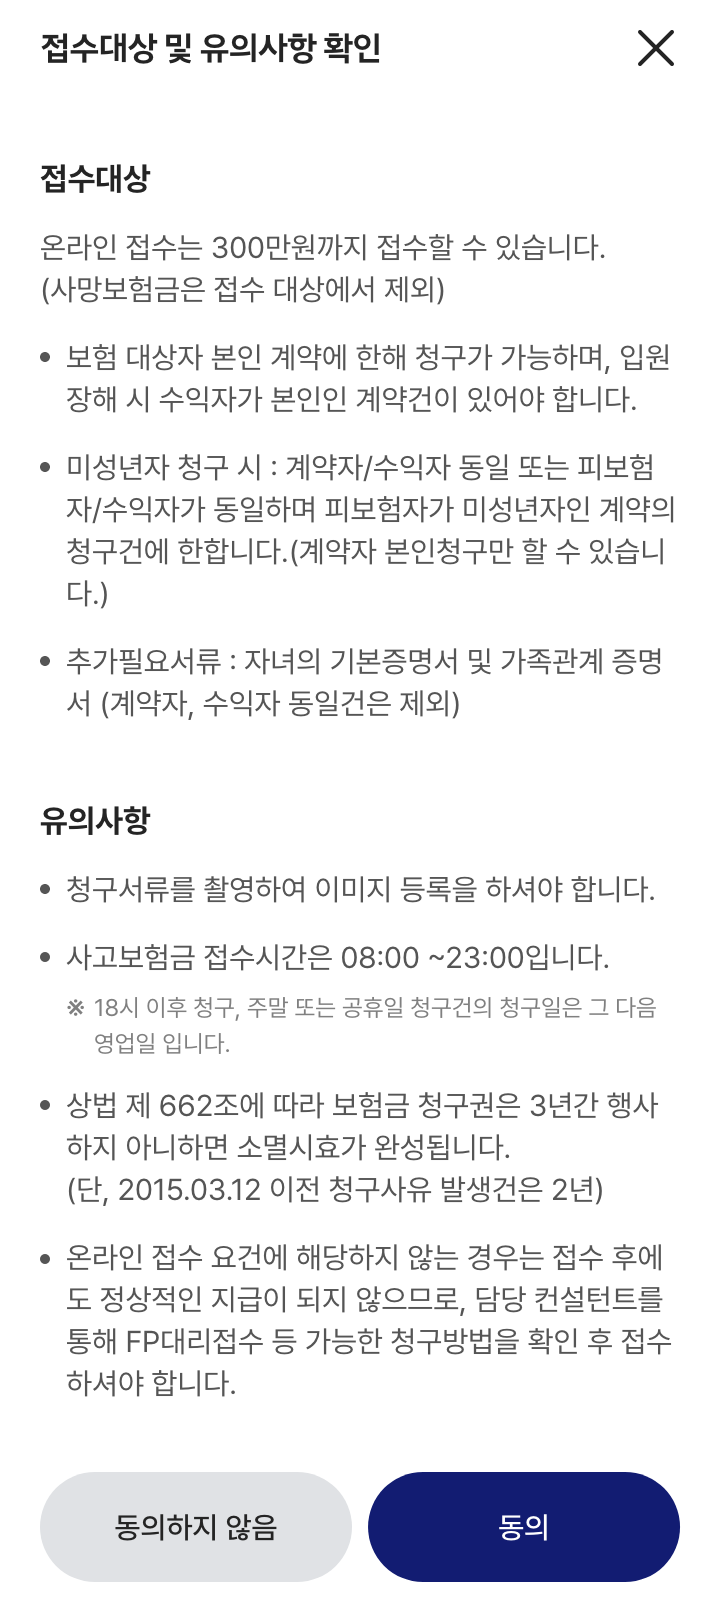 접수대상 및 유의사항 확인
접수대상
온라인 접수는 300만원까지 접수할 수 있습니다.
(사망보험금은 접수 대상에서 제외)
• 보험 대상자 본인 계약에 한해 청구가 가능하며, 입원
장해 시 수익자가 본인인 계약건이 있어야 합니다.
• 미성년자 청구 시 : 계약자/수익자 동일 또는 피보험
자/수익자가 동일하며 피보험자가 미성년자인 계약의
청구건에 한합니다.(계약자 본인청구만 할 수 있습니
다.)
• 추가필요서류 : 자녀의 기본증명서 및 가족관계 증명
서 (계약자, 수익자 동일건은 제외)
유의사항
• 청구서류를 촬영하여 이미지 등록을 하셔야 합니다.
• 사고보험금 접수시간은 08:00 ~23:00입니다.
※ 18시 이후 청구, 주말 또는 공휴일 청구건의 청구일은 그 다음
영업일 입니다.
• 상법 제 662조에 따라 보험금 청구권은 3년간 행사
하지 아니하면 소멸시효가 완성됩니다.
(단, 2015.03.12 이전 청구사유 발생건은 2년)
• 온라인 접수 요건에 해당하지 않는 경우는 접수 후에
도 정상적인 지급이 되지 않으므로, 담당 컨설턴트를
통해 FP대리접수 등 가능한 청구방법을 확인 후 접수
하셔야 합니다.
동의하지 않음
동의